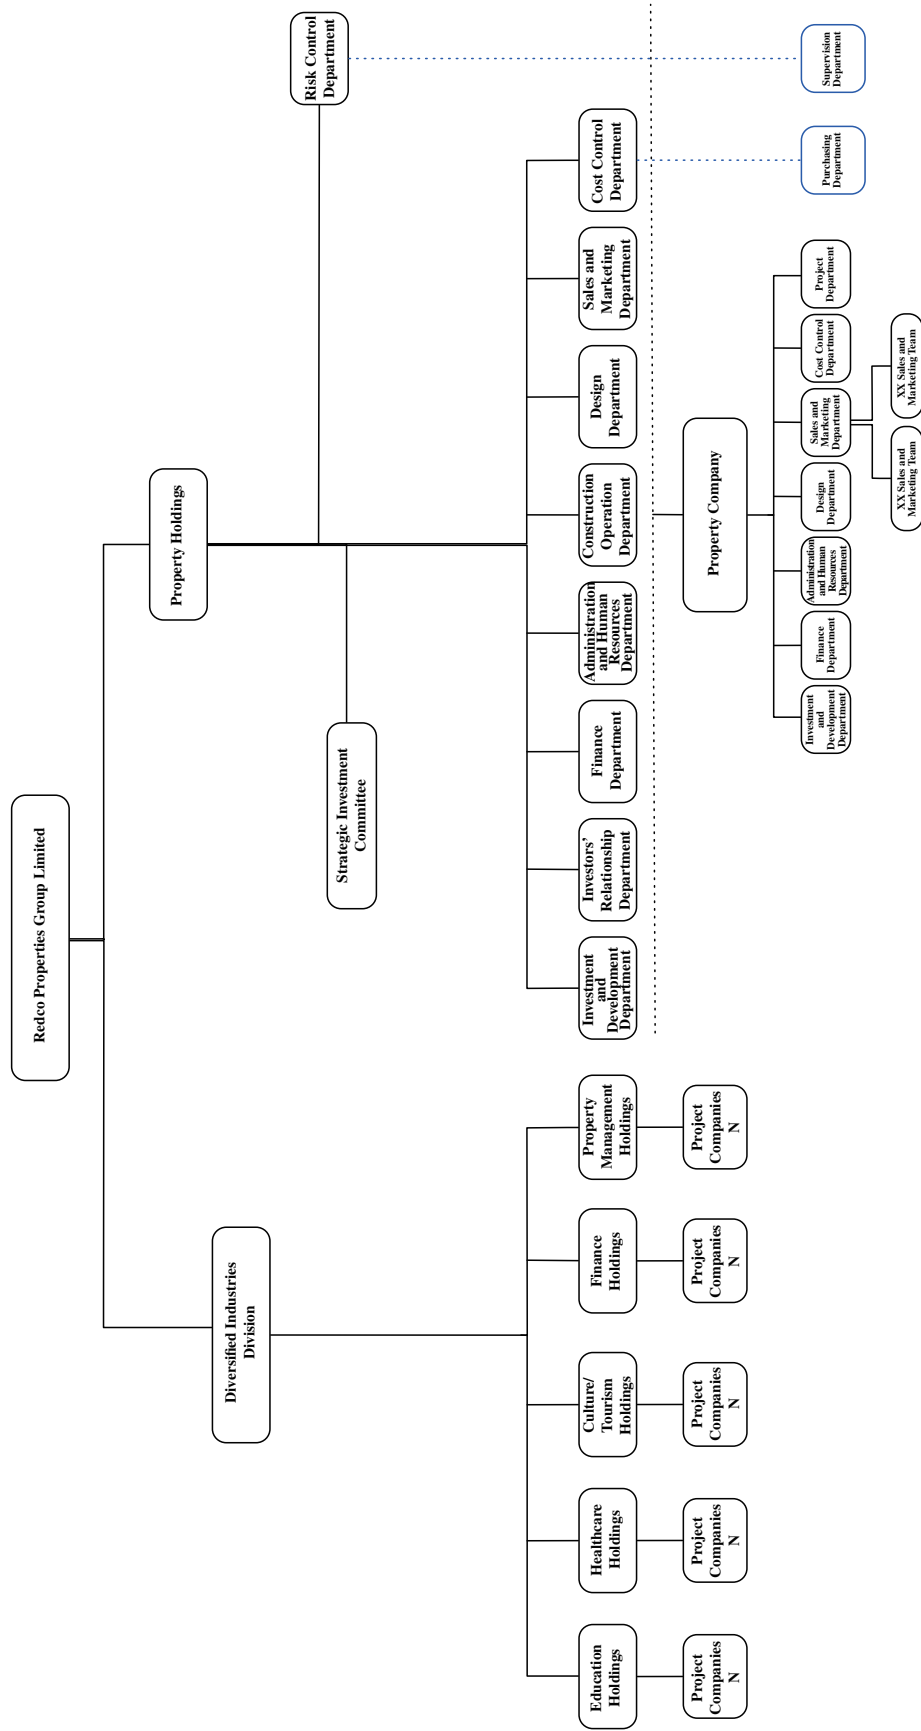 Redco Properties Group Limited
Diversified Industries
Division
Property Holdings
Strategic Investment
Committee
Risk Control
Department
Education
Holdings
Healthcare
Holdings
Culture/
Tourism
Holdings
Finance
Holdings
Property
Management
Holdings
Investment
and
Development
Department
Investors’
Relationship
Department
Finance
Department
Administration
and Human
Resources
Department
Construction
Operation
Department
Design
Department
Sales and
Marketing
Department
Cost Control
Department
Project
Companies
N
Project
Companies
N
Project
Companies
N
Project
Companies
N
Project
Companies
N
Property Company
Investment
and
Development
Department
Finance
Department
Administration
and Human
Resources
Department
Design
Department
Sales and
Marketing
Department
Cost Control
Department
Project
Department
Purchasing
Department
Supervision
Department
XX Sales and
Marketing Team
XX Sales and
Marketing Team